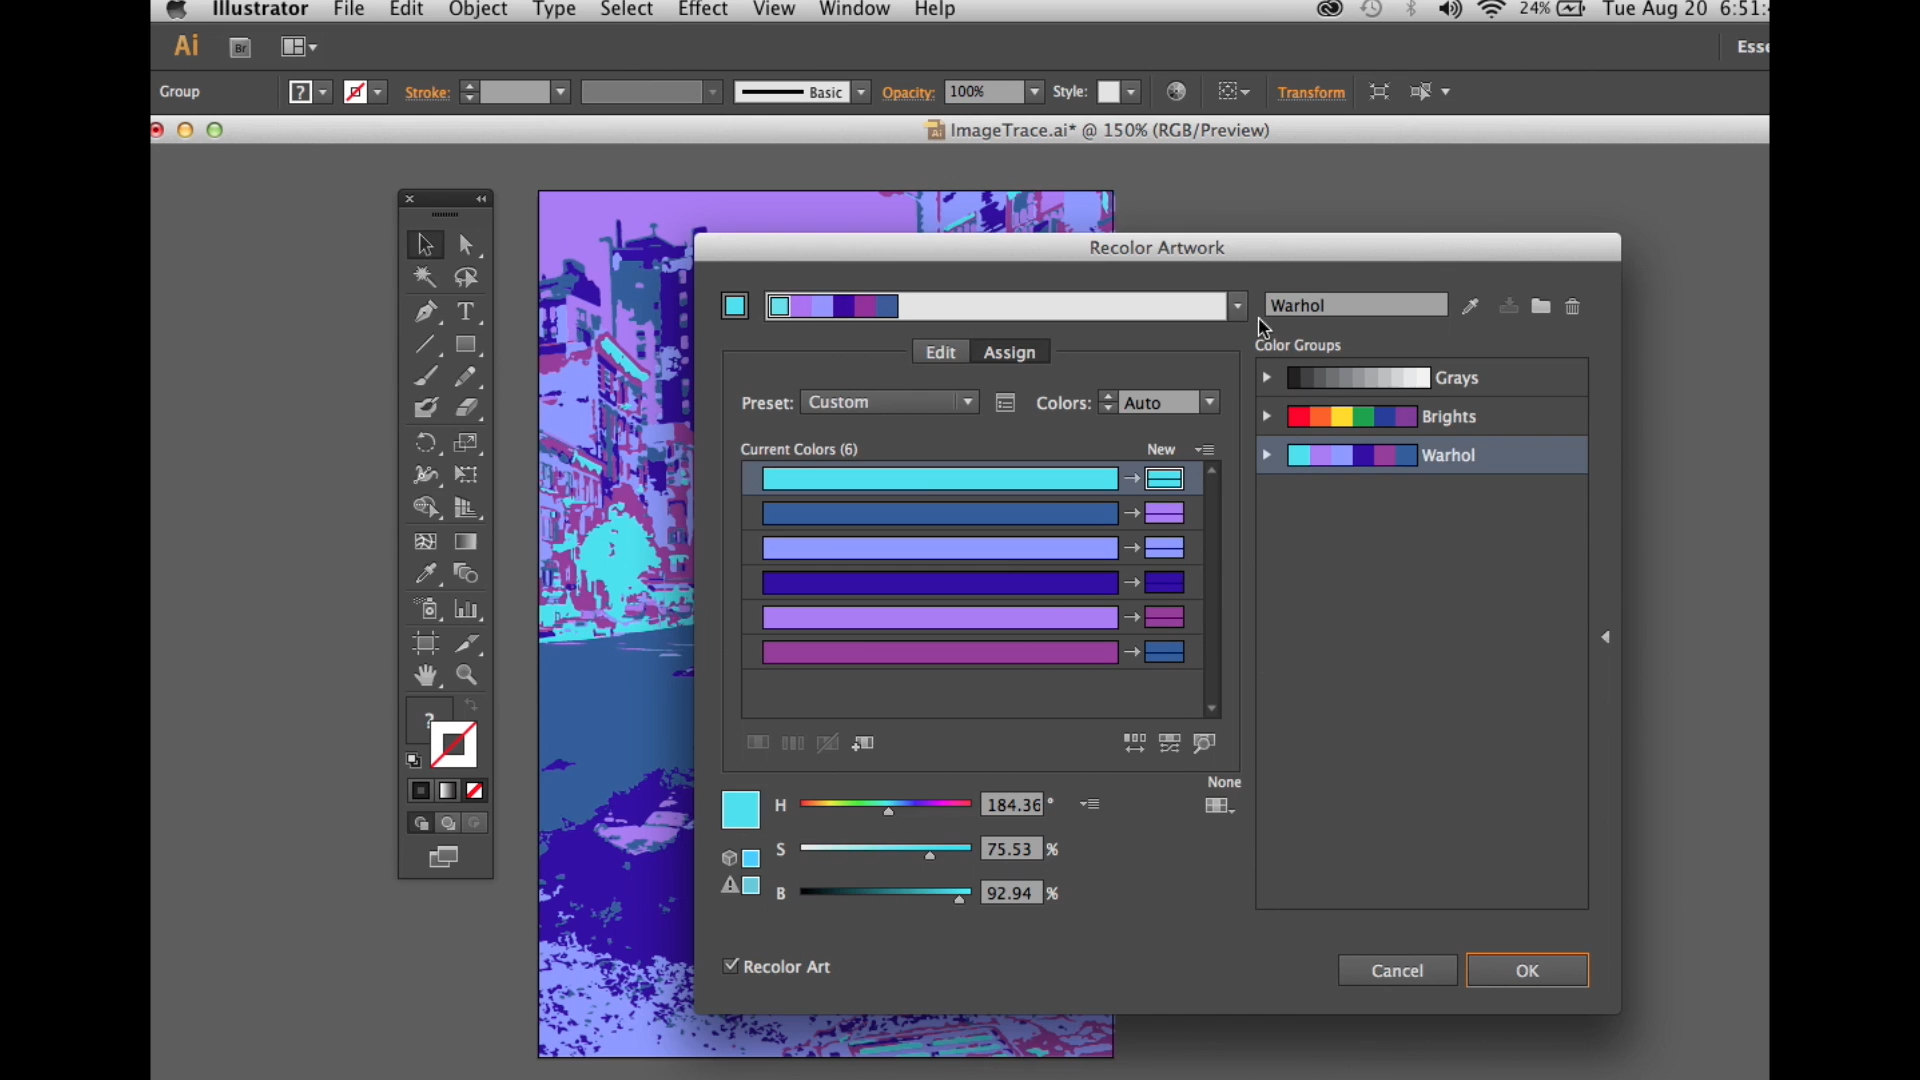 Illustrator File Edit Object Type Select Effect View Window Help 24% Tue Aug 20 6:51:
Ai Br Esse
Group ? Stroke: Basic Opacity: 100% Style: Transform
ImageTrace.ai* @ 150% (RGB/Preview)
Recolor Artwork
Warhol
Color Groups
Edit Assign
Grays
Preset: Custom Colors: Auto
Brights
Current Colors (6) New
Warhol
T
?
None
H 184.36 °
S 75.53 %
B 92.94 %
Recolor Art
Cancel OK